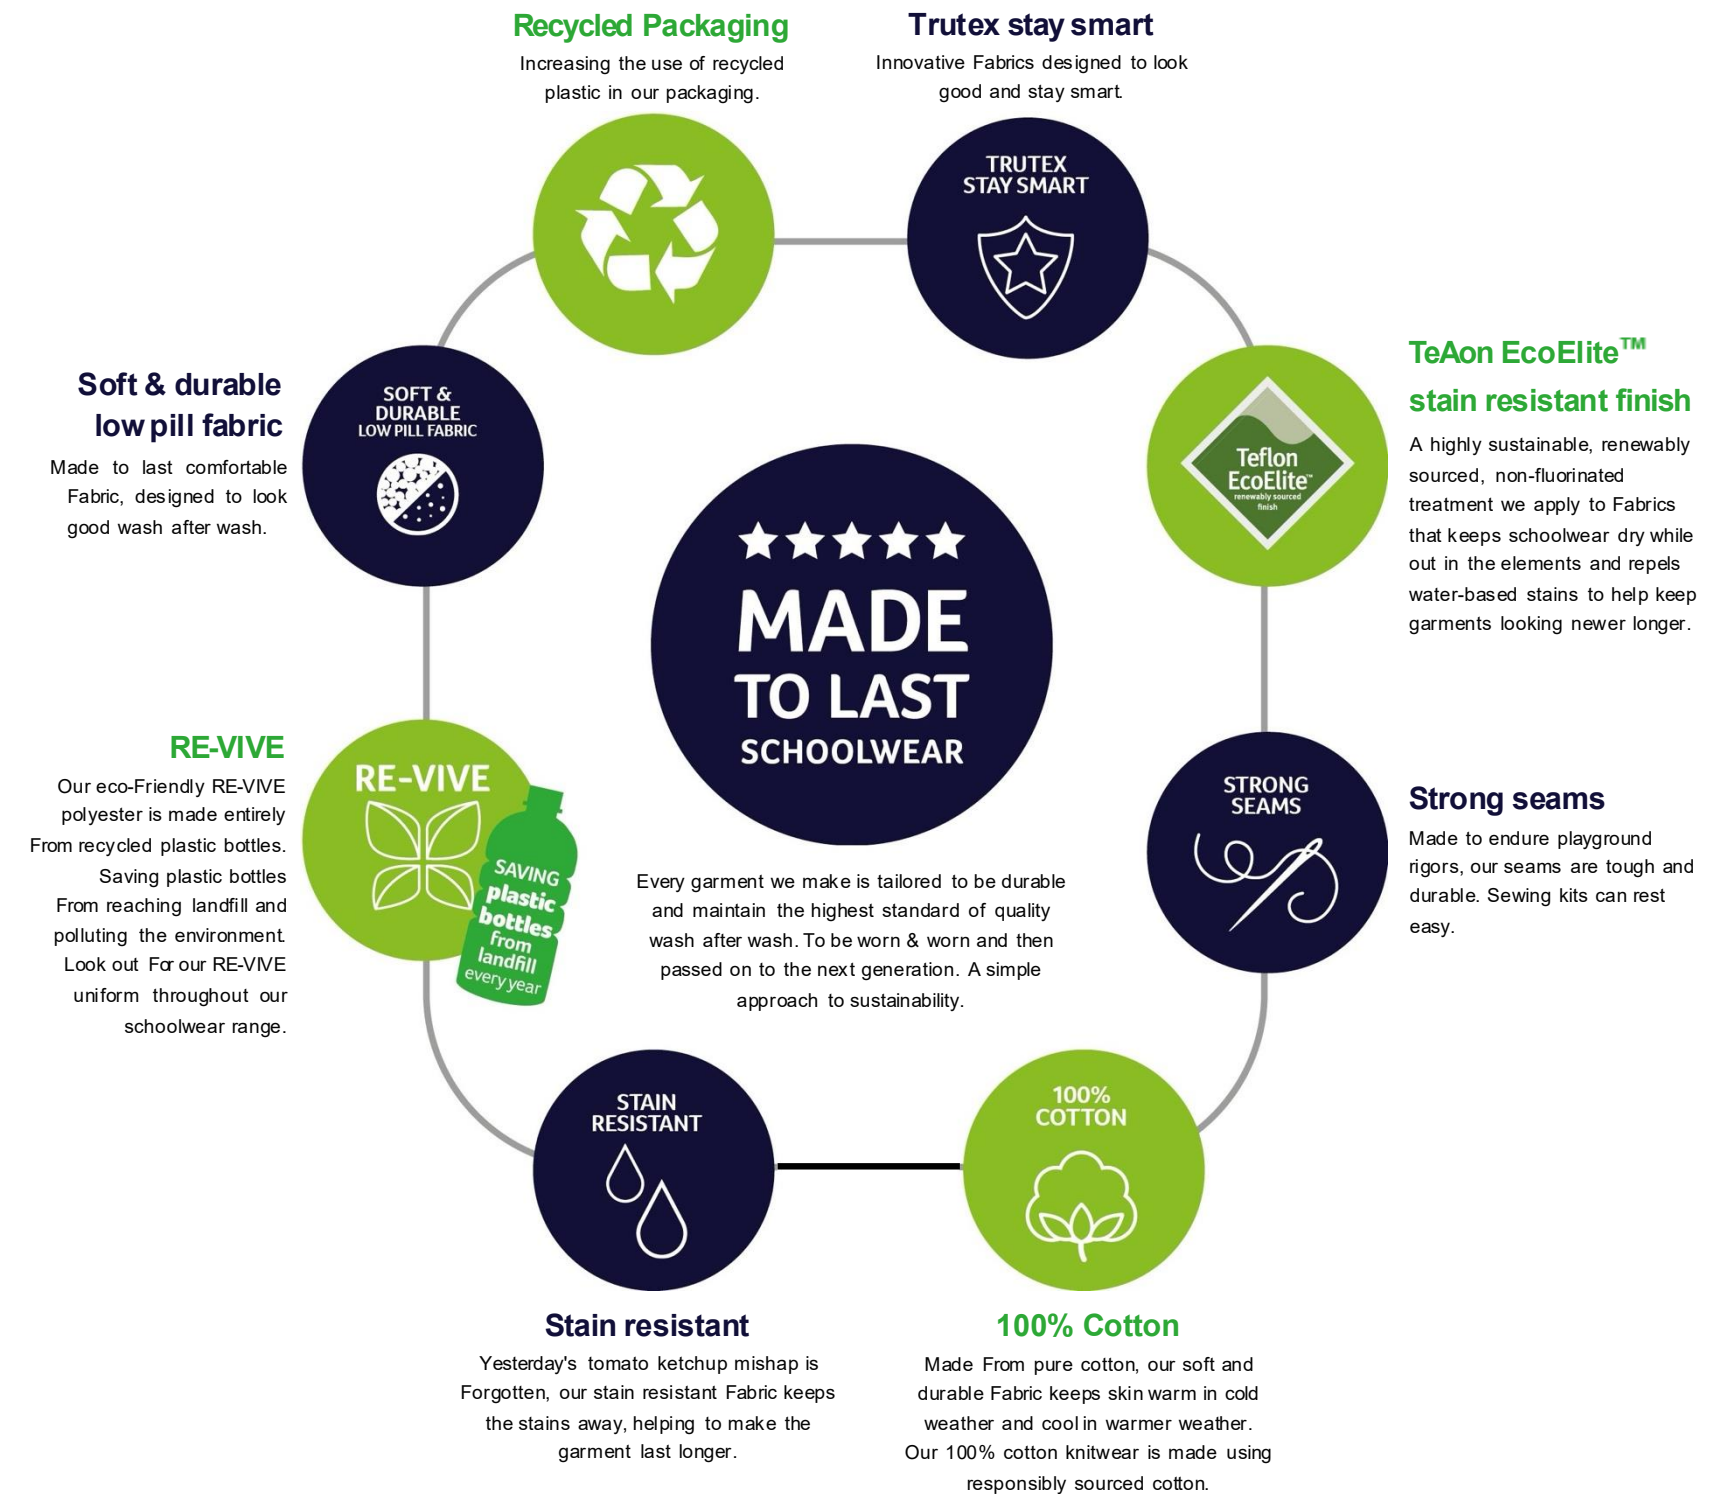 Recycled Packaging
Increasing the use of recycled
plastic in our packaging.
Trutex stay smart
Innovative Fabrics designed to look
good and stay smart.
TRUTEX
STAY SMART
Soft & durable
low pill fabric
Made to last comfortable
Fabric, designed to look
good wash after wash.
SOFT &
DURABLE
LOW PILL FABRIC
Teflon
EcoElite™
renewably sourced
finish
TeAon EcoElite™
stain resistant finish
A highly sustainable, renewably
sourced, non-fluorinated
treatment we apply to Fabrics
that keeps schoolwear dry while
out in the elements and repels
water-based stains to help keep
garments looking newer longer.
MADE
TO LAST
SCHOOLWEAR
Every garment we make is tailored to be durable
and maintain the highest standard of quality
wash after wash. To be worn & worn and then
passed on to the next generation. A simple
approach to sustainability.
RE-VIVE
Our eco-Friendly RE-VIVE
polyester is made entirely
From recycled plastic bottles.
Saving plastic bottles
From reaching landfill and
polluting the environment.
Look out For our RE-VIVE
uniform throughout our
schoolwear range.
RE-VIVE
SAVING
plastic
bottles
from
landfill
every year
STRONG
SEAMS
Strong seams
Made to endure playground
rigors, our seams are tough and
durable. Sewing kits can rest
easy.
STAIN
RESISTANT
Stain resistant
Yesterday's tomato ketchup mishap is
Forgotten, our stain resistant Fabric keeps
the stains away, helping to make the
garment last longer.
100%
COTTON
100% Cotton
Made From pure cotton, our soft and
durable Fabric keeps skin warm in cold
weather and cool in warmer weather.
Our 100% cotton knitwear is made using
responsibly sourced cotton.